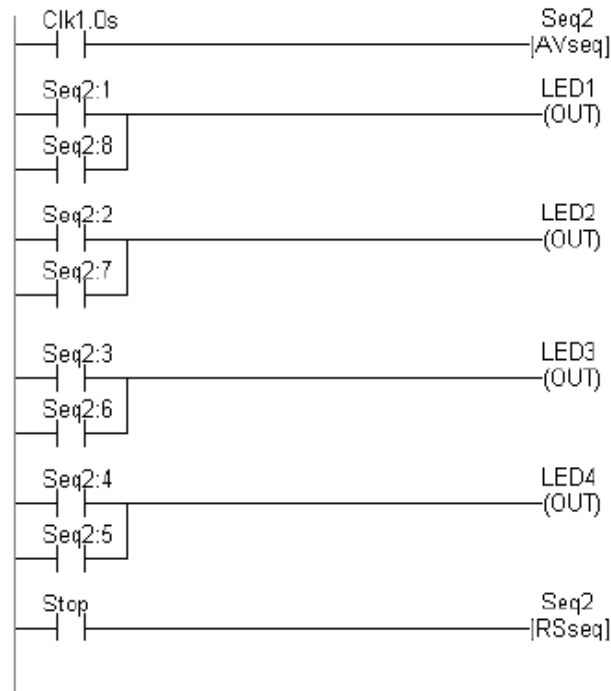 Clk1.0s Seq2
[AVseq]
Seq2:1 LED1
(OUT)
Seq2:8
Seq2:2 LED2
(OUT)
Seq2:7
Seq2:3 LED3
(OUT)
Seq2:6
Seq2:4 LED4
(OUT)
Seq2:5
Stop Seq2
[RSseq]